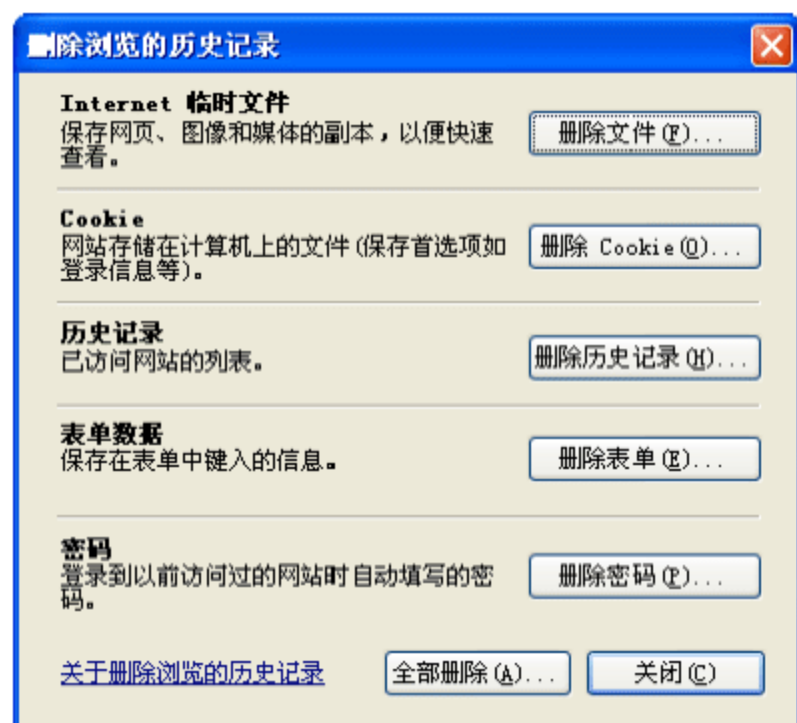 删除浏览的历史记录
Internet 临时文件
保存网页、图像和媒体的副本，以便快速
查看。
删除文件(F)...
Cookie
网站存储在计算机上的文件(保存首选项如
登录信息等)。
删除 Cookie(O)...
历史记录
已访问网站的列表。
删除历史记录(H)...
表单数据
保存在表单中键入的信息。
删除表单(E)...
密码
登录到以前访问过的网站时自动填写的密
码。
删除密码(P)...
关于删除浏览的历史记录
全部删除(A)...
关闭(C)